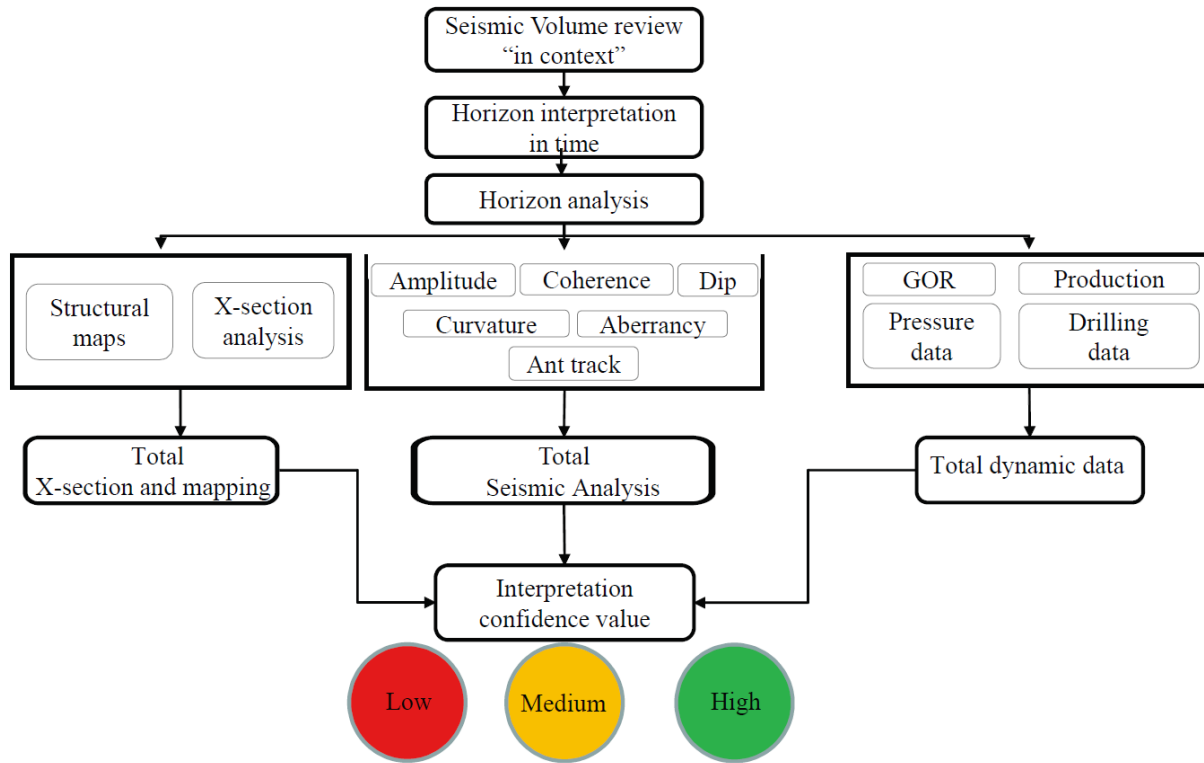 Seismic Volume review
“in context”
Horizon interpretation
in time
Horizon analysis
Structural
maps
X-section
analysis
Amplitude
Coherence
Dip
Curvature
Aberrancy
Ant track
GOR
Production
Pressure
data
Drilling
data
Total
X-section and mapping
Total
Seismic Analysis
Total dynamic data
Interpretation
confidence value
Low
Medium
High